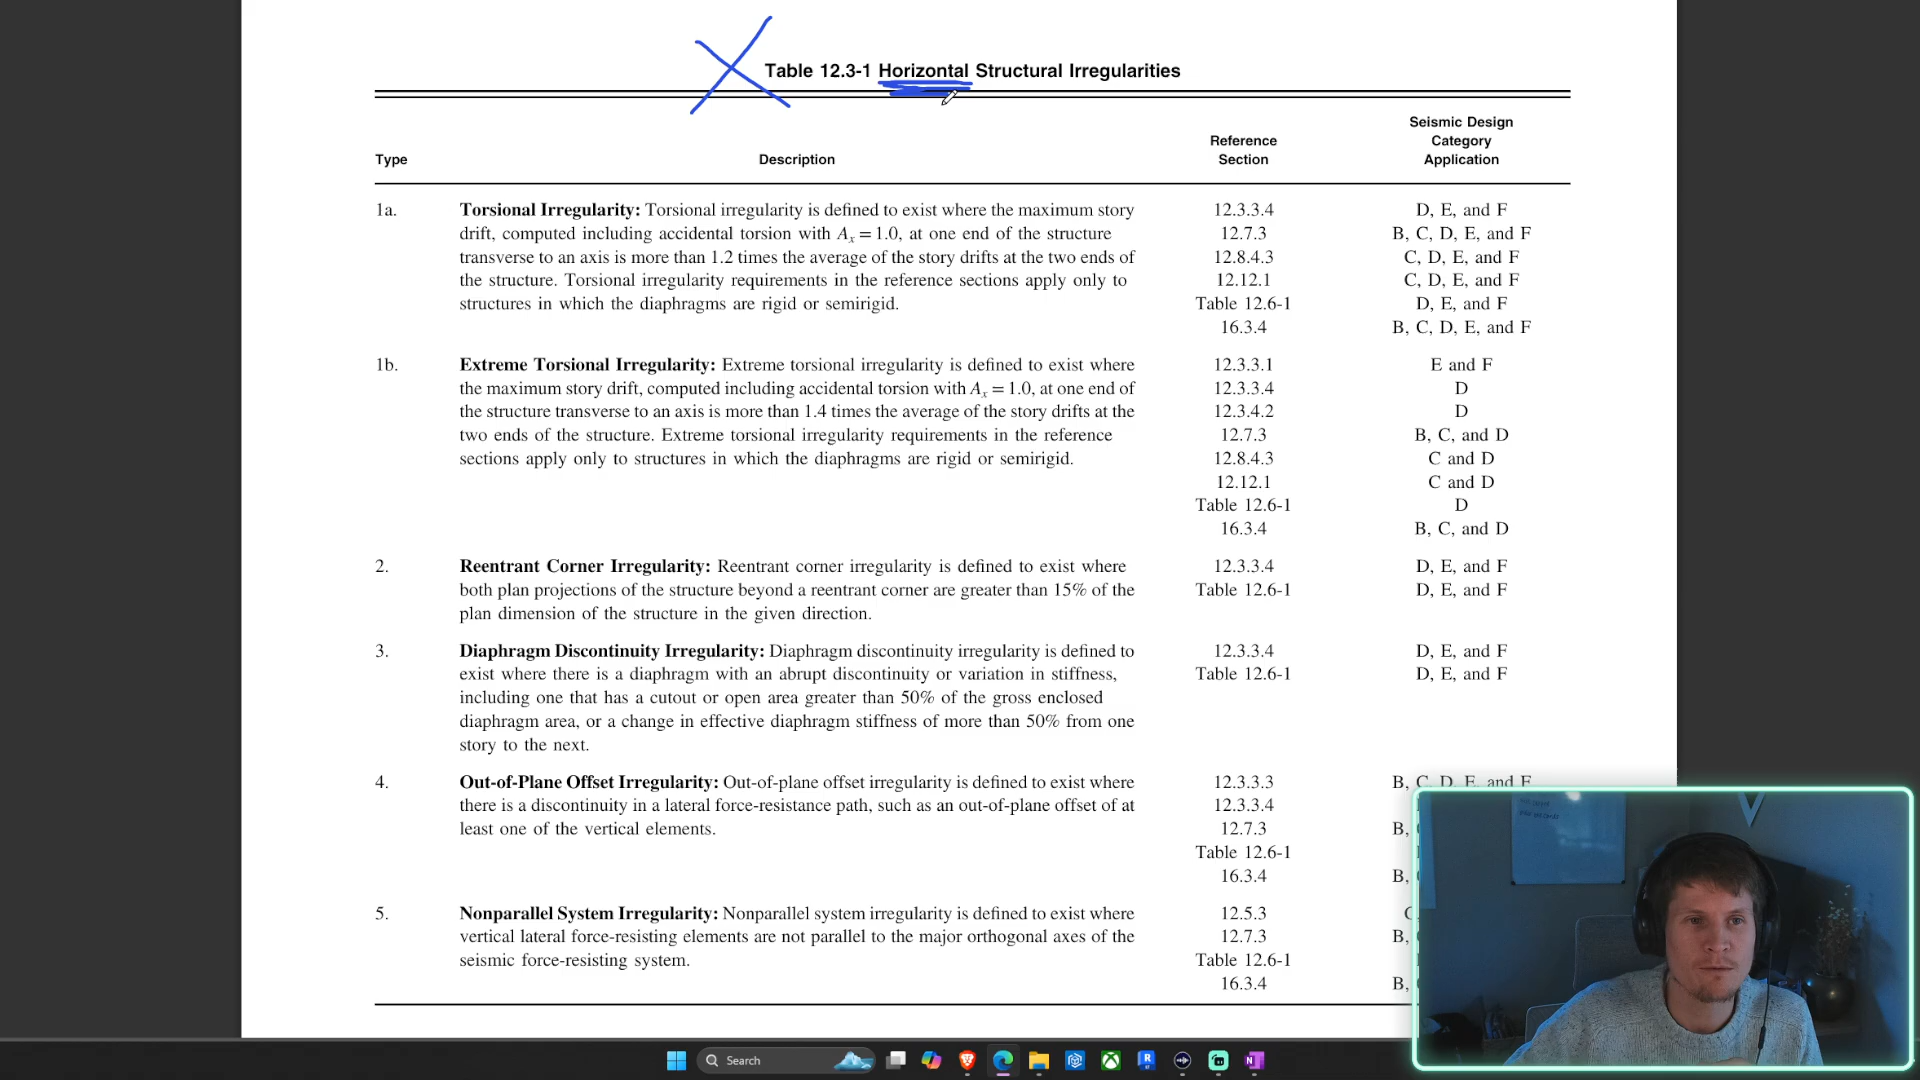 Table 12.3-1 Horizontal Structural Irregularities
Type Description Reference Section Seismic Design Category Application
1a. Torsional Irregularity: Torsional irregularity is defined to exist where the maximum story 12.3.3.4 D, E, and F
drift, computed including accidental torsion with Ax = 1.0, at one end of the structure 12.7.3 B, C, D, E, and F
transverse to an axis is more than 1.2 times the average of the story drifts at the two ends of 12.8.4.3 C, D, E, and F
the structure. Torsional irregularity requirements in the reference sections apply only to 12.12.1 C, D, E, and F
structures in which the diaphragms are rigid or semirigid. Table 12.6-1 D, E, and F
16.3.4 B, C, D, E, and F
1b. Extreme Torsional Irregularity: Extreme torsional irregularity is defined to exist where 12.3.3.1 E and F
the maximum story drift, computed including accidental torsion with Ax = 1.0, at one end of 12.3.3.4 D
the structure transverse to an axis is more than 1.4 times the average of the story drifts at the 12.3.4.2 D
two ends of the structure. Extreme torsional irregularity requirements in the reference 12.7.3 B, C, and D
sections apply only to structures in which the diaphragms are rigid or semirigid. 12.8.4.3 C and D
12.12.1 C and D
Table 12.6-1 D
16.3.4 B, C, and D
2. Reentrant Corner Irregularity: Reentrant corner irregularity is defined to exist where 12.3.3.4 D, E, and F
both plan projections of the structure beyond a reentrant corner are greater than 15% of the Table 12.6-1 D, E, and F
plan dimension of the structure in the given direction.
3. Diaphragm Discontinuity Irregularity: Diaphragm discontinuity irregularity is defined to 12.3.3.4 D, E, and F
exist where there is a diaphragm with an abrupt discontinuity or variation in stiffness, Table 12.6-1 D, E, and F
including one that has a cutout or open area greater than 50% of the gross enclosed
diaphragm area, or a change in effective diaphragm stiffness of more than 50% from one
story to the next.
4. Out-of-Plane Offset Irregularity: Out-of-plane offset irregularity is defined to exist where 12.3.3.3 B, C, D, E, and F
there is a discontinuity in a lateral force-resistance path, such as an out-of-plane offset of at 12.3.3.4
least one of the vertical elements. 12.7.3 B,
Table 12.6-1
16.3.4 B,
5. Nonparallel System Irregularity: Nonparallel system irregularity is defined to exist where 12.5.3
vertical lateral force-resisting elements are not parallel to the major orthogonal axes of the 12.7.3 B,
seismic force-resisting system. Table 12.6-1
16.3.4 B,
Search